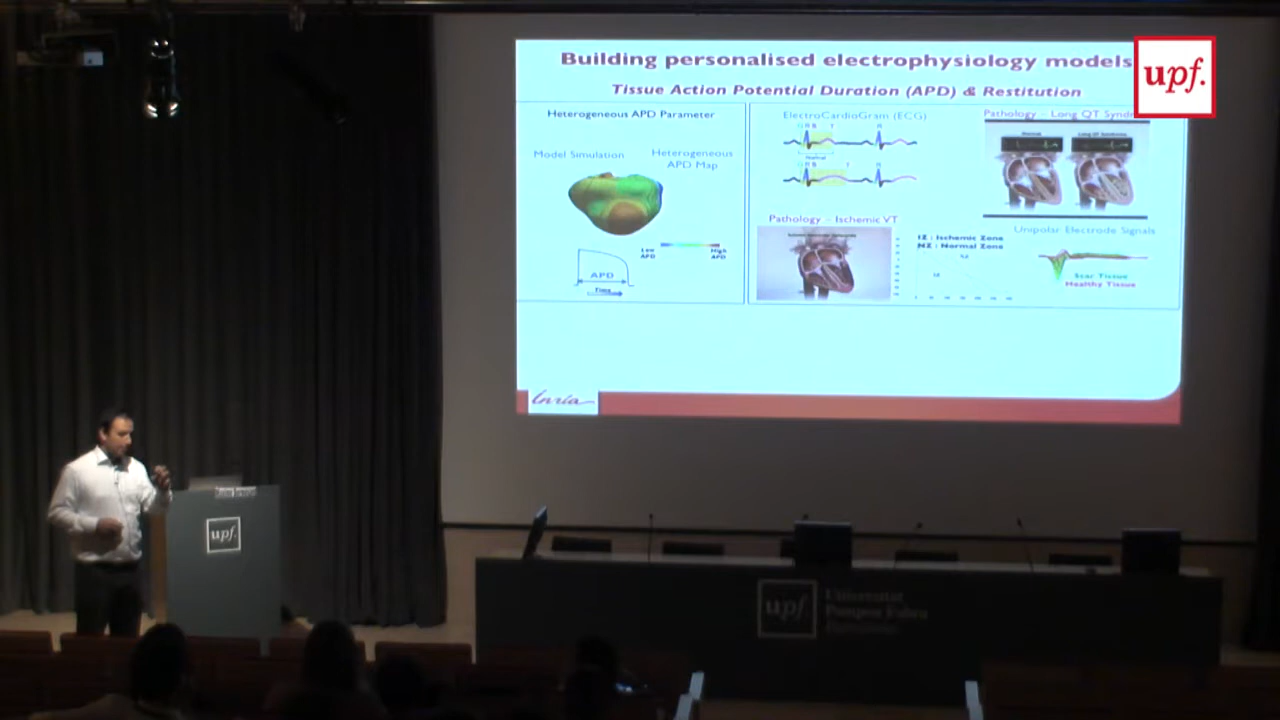 Building personalised electrophysiology models
upf.
Tissue Action Potential Duration (APD) & Restitution
Heterogeneous APD Parameter
Model Simulation
Heterogeneous
APD Map
Low
APD
High
APD
APD
Time
ElectroCardioGram (ECG)
Normal
Pathology - Long QT Synd
Normal
Long QT Syndrome
Pathology - Ischemic VT
IZ : Ischemic Zone
NZ : Normal Zone
Unipolar Electrode Signals
Scar Tissue
Healthy Tissue
Inria
upf.
upf.
Universitat
Pompeu Fabra